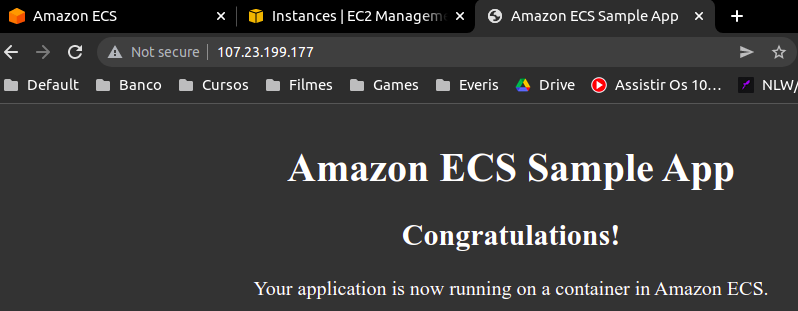 Amazon ECS
Instances | EC2 Managem
Amazon ECS Sample App
Not secure | 107.23.199.177
Default Banco Cursos Filmes Games Everis Drive Assistir Os 10… NLW/
Amazon ECS Sample App
Congratulations!
Your application is now running on a container in Amazon ECS.